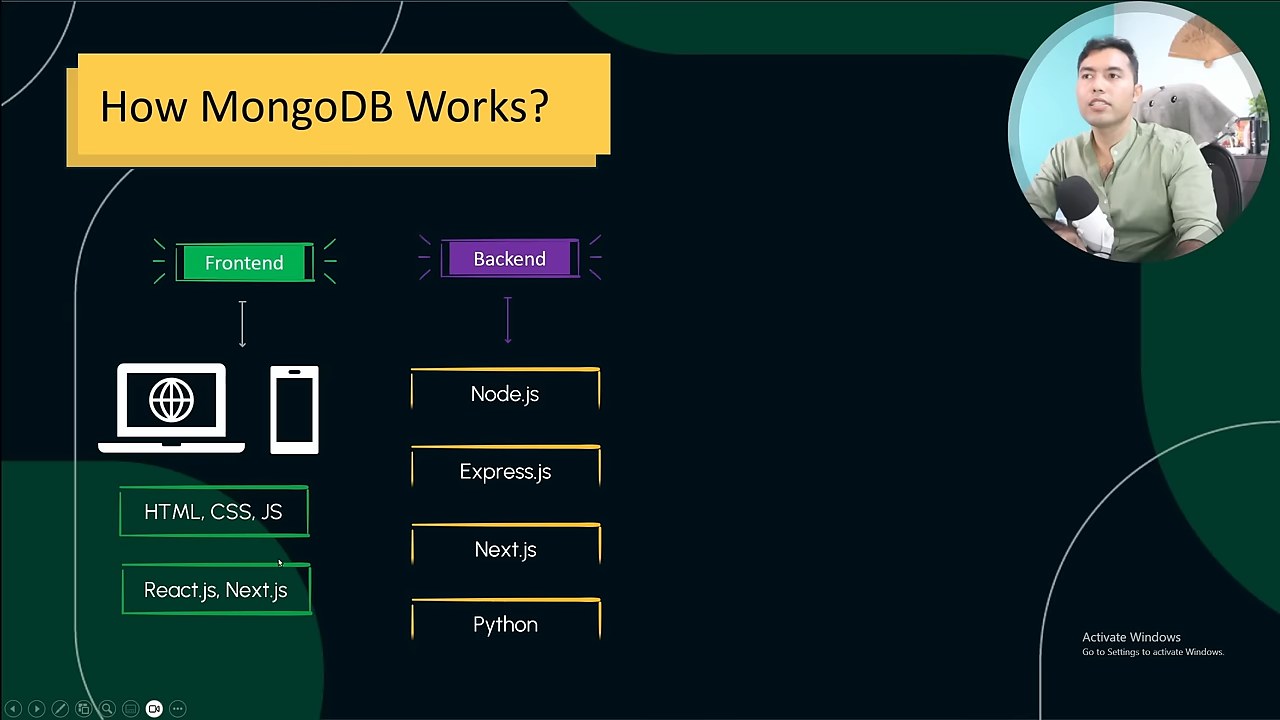 How MongoDB Works?
Frontend
Backend
Node.js
Express.js
HTML, CSS, JS
Next.js
React.js, Next.js
Python
Activate Windows
Go to Settings to activate Windows.